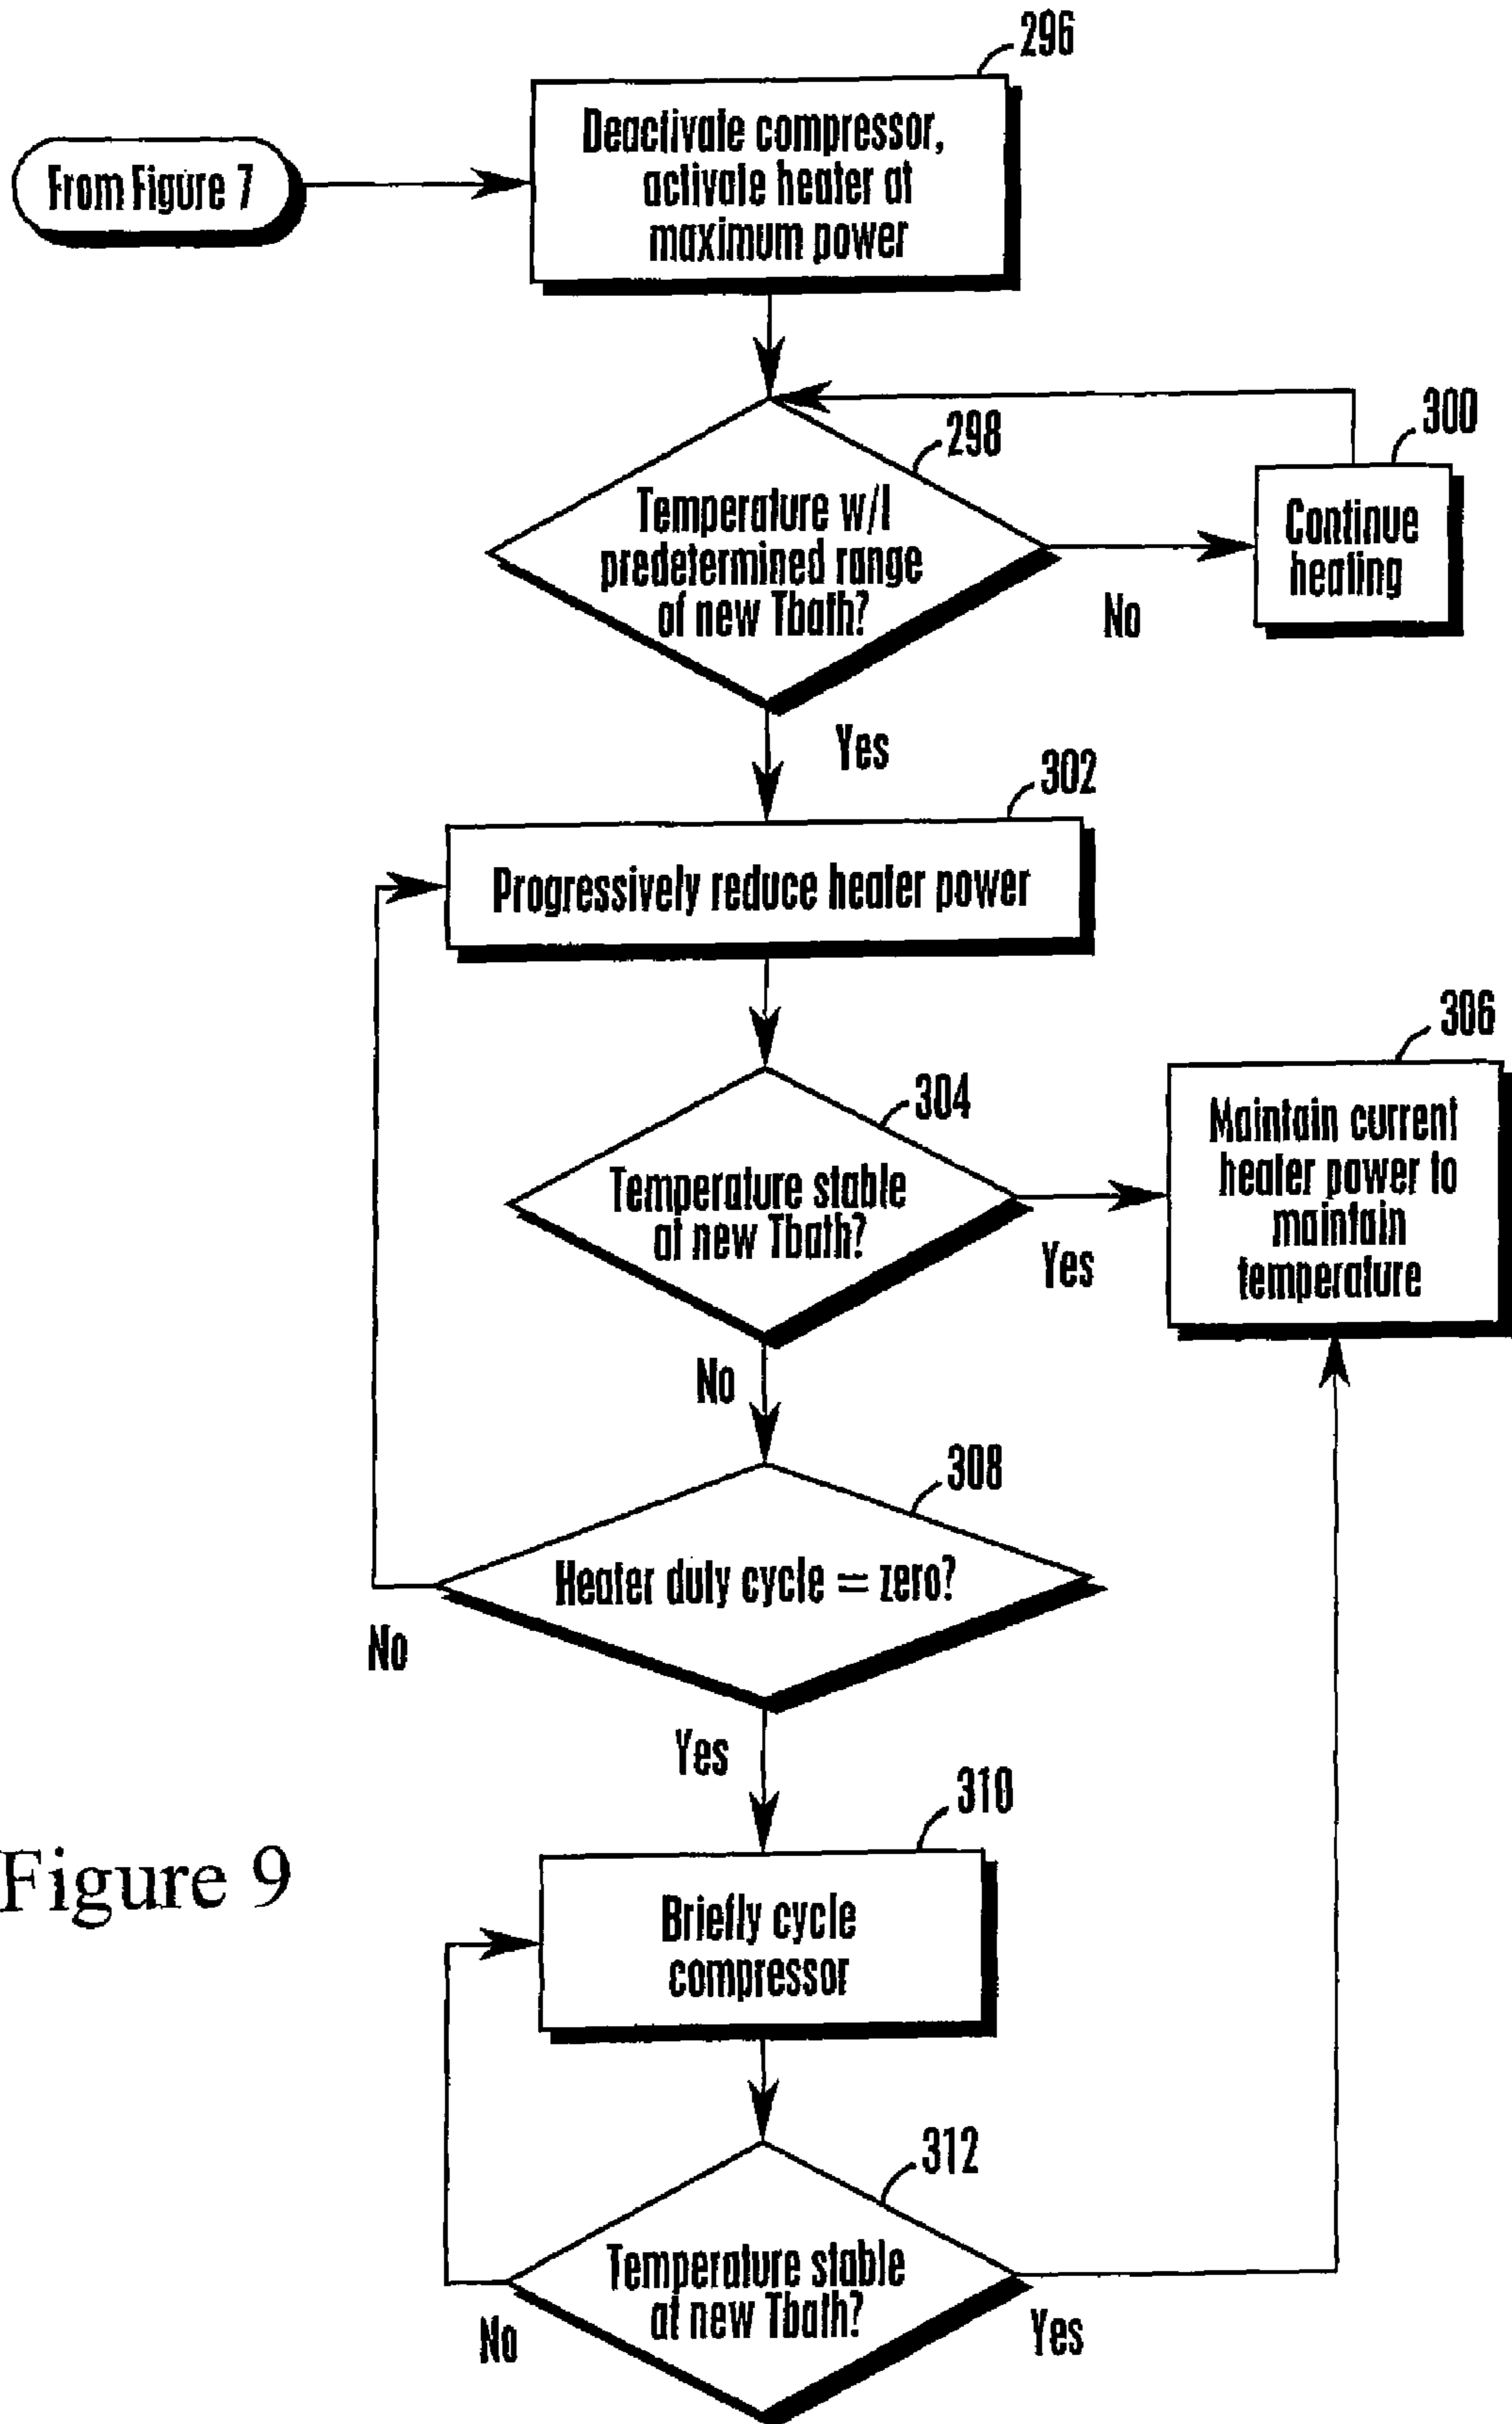 296
Deactivate compressor,
activate heater at
maximum power
From Figure 7
298
300
Temperature w/I
predetermined range
of new Tbath?
Continue
heating
No
Yes
302
Progressively reduce heater power
306
304
Maintain current
heater power to
maintain
temperature
Temperature stable
at new Tbath?
Yes
No
308
Heater duty cycle = zero?
No
Yes
310
Figure 9
Briefly cycle
compressor
312
Temperature stable
at new Tbath?
No
Yes